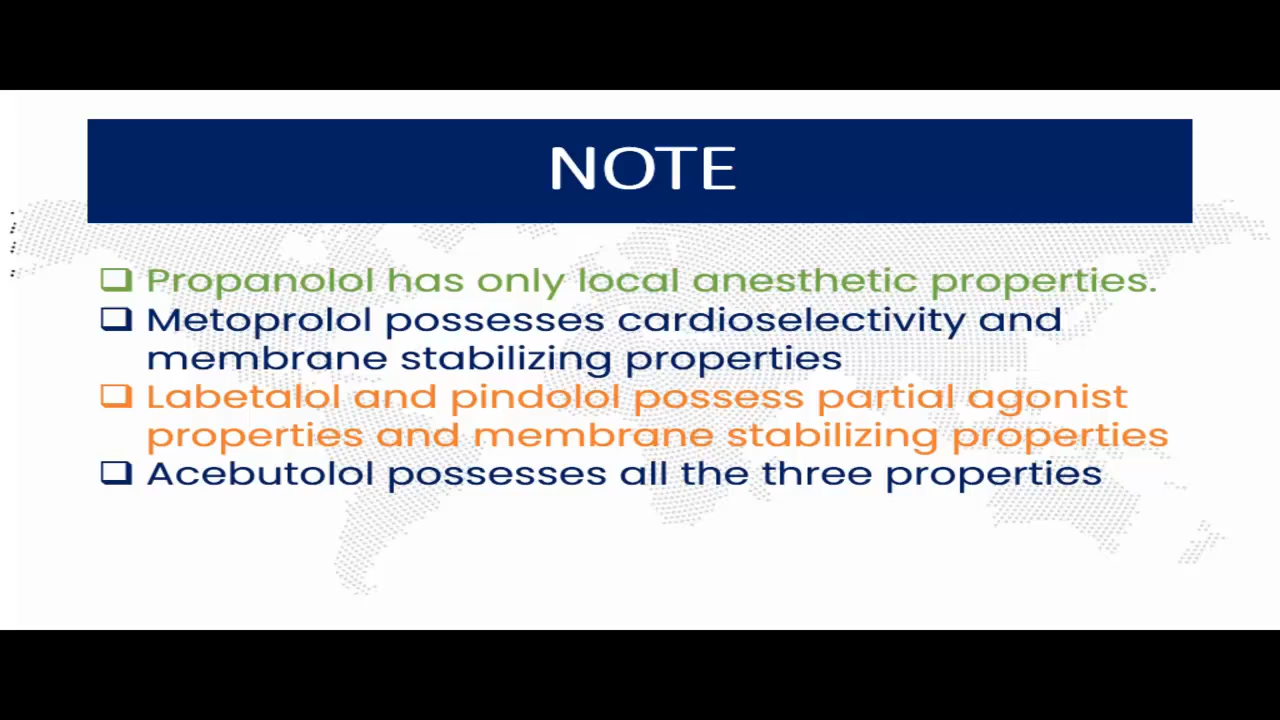 NOTE
Propanolol has only local anesthetic properties.
Metoprolol possesses cardioselectivity and
membrane stabilizing properties
Labetalol and pindolol possess partial agonist
properties and membrane stabilizing properties
Acebutolol possesses all the three properties